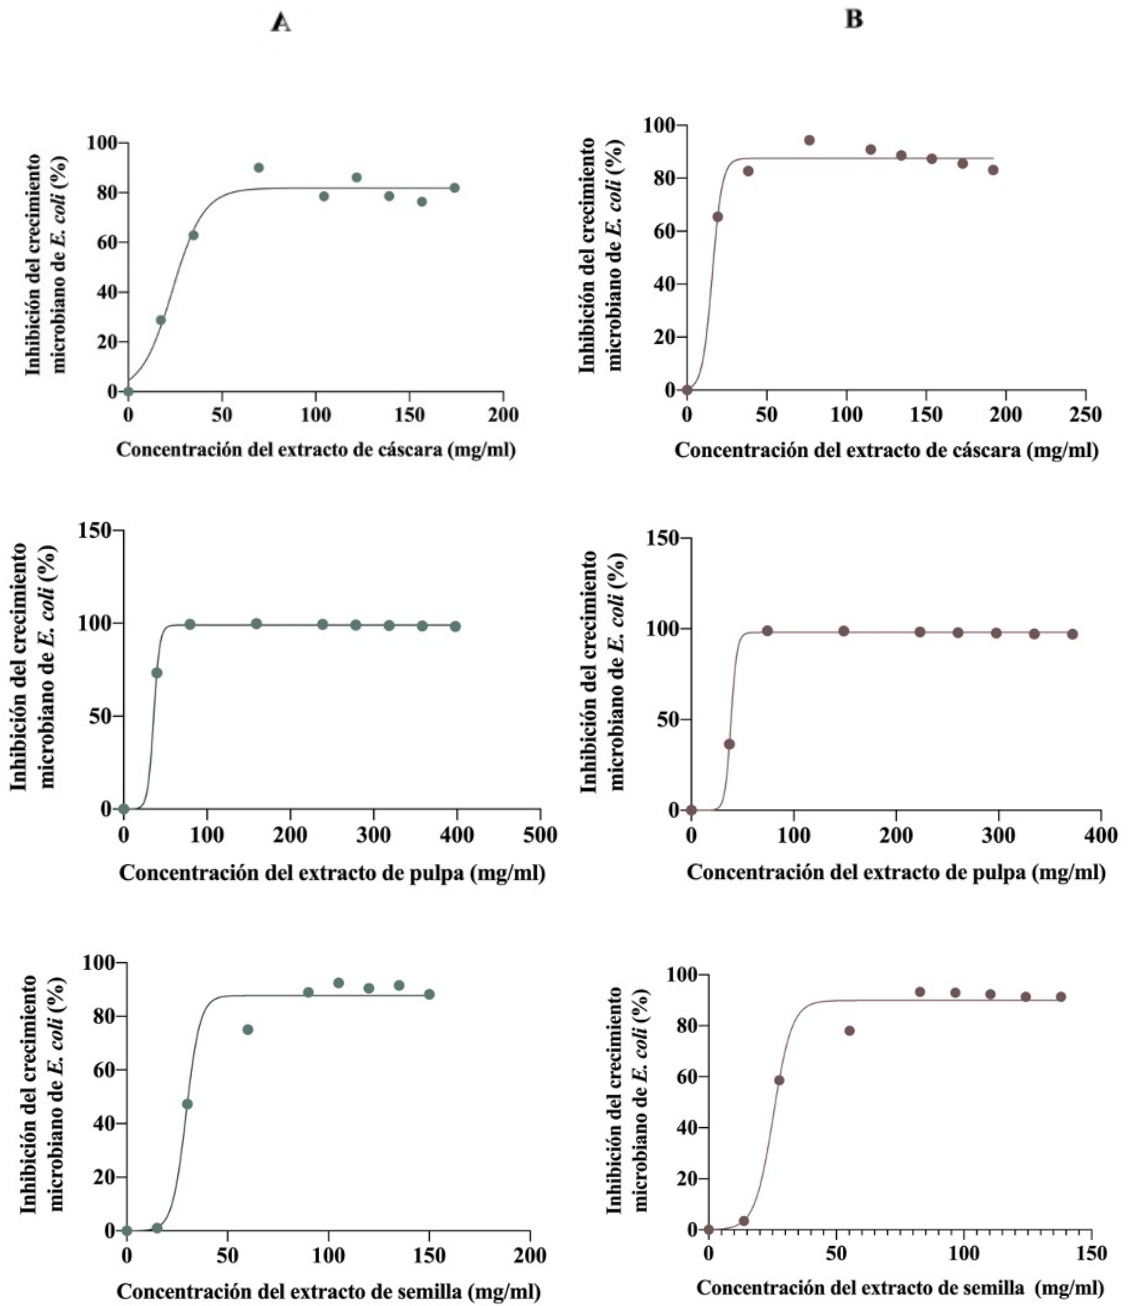 A
B
Inhibición del crecimiento
microbiano de E. coli (%)
100
80
60
40
20
0
0 50 100 150 200
Concentración del extracto de cáscara (mg/ml)
Inhibición del crecimiento
microbiano de E. coli (%)
100
80
60
40
20
0
0 50 100 150 200 250
Concentración del extracto de cáscara (mg/ml)
Inhibición del crecimiento
microbiano de E. coli (%)
150
100
50
0
0 100 200 300 400 500
Concentración del extracto de pulpa (mg/ml)
Inhibición del crecimiento
microbiano de E. coli (%)
150
100
50
0
0 100 200 300 400
Concentración del extracto de pulpa (mg/ml)
Inhibición del crecimiento
microbiano de E. coli (%)
100
80
60
40
20
0
0 50 100 150 200
Concentración del extracto de semilla (mg/ml)
Inhibición del crecimiento
microbiano de E. coli (%)
100
80
60
40
20
0
0 50 100 150
Concentración del extracto de semilla (mg/ml)